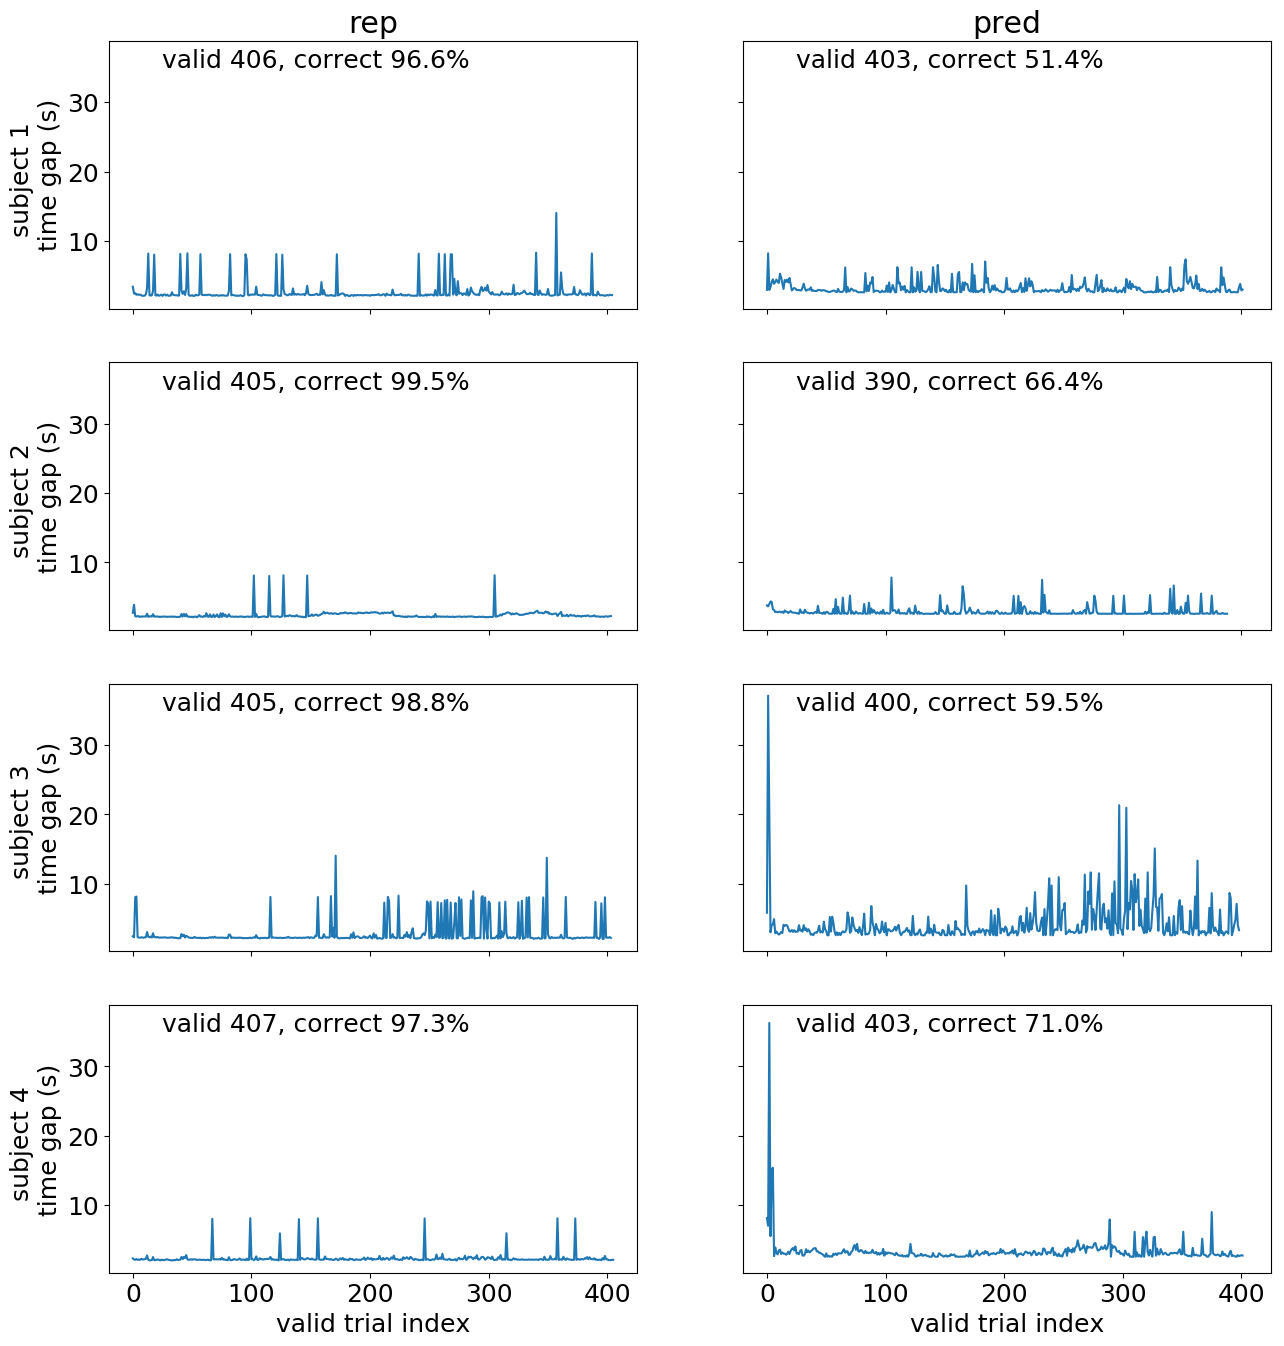 rep
pred
valid 406, correct 96.6%
valid 403, correct 51.4%
subject 1
time gap (s)
30
20
10
valid 405, correct 99.5%
valid 390, correct 66.4%
subject 2
time gap (s)
30
20
10
valid 405, correct 98.8%
valid 400, correct 59.5%
subject 3
time gap (s)
30
20
10
valid 407, correct 97.3%
valid 403, correct 71.0%
subject 4
time gap (s)
30
20
10
0 100 200 300 400
0 100 200 300 400
valid trial index
valid trial index